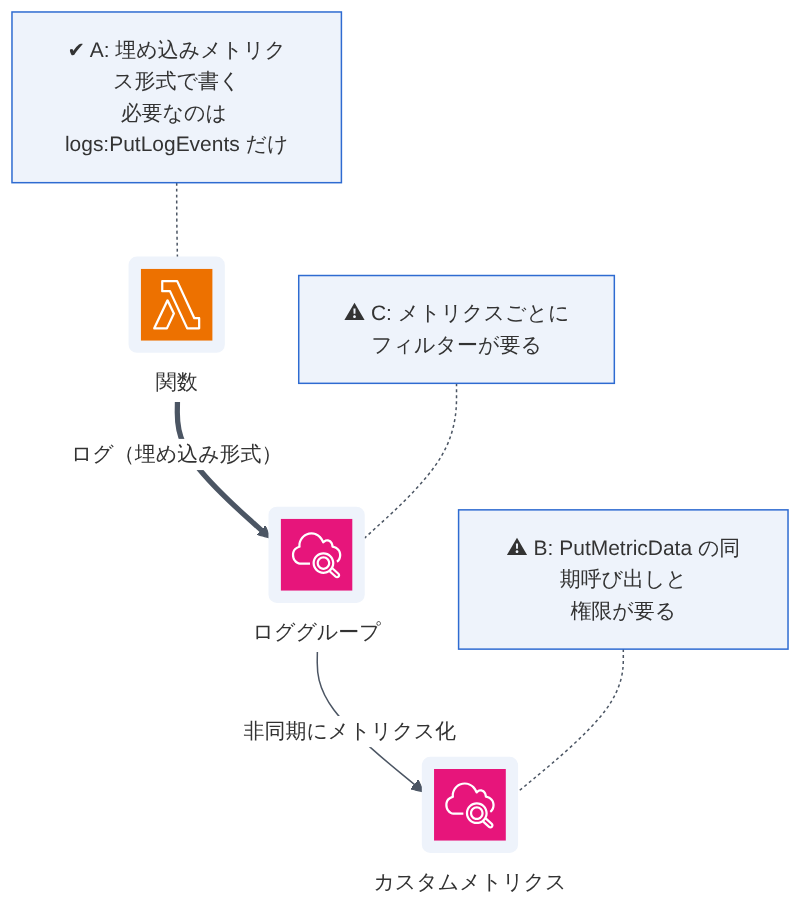 ✔ A: 埋め込みメトリク
ス形式で書く
必要なのは
logs:PutLogEvents だけ
関数
⚠ C: メトリクスごとに
フィルターが要る
ログ（埋め込み形式）
⚠ B: PutMetricData の同
期呼び出しと
権限が要る
ロググループ
非同期にメトリクス化
カスタムメトリクス